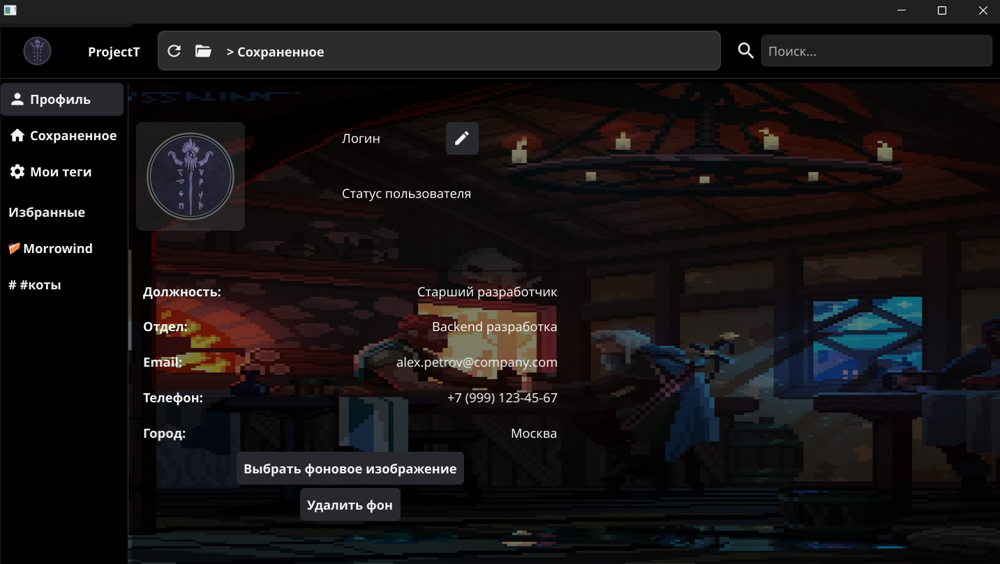 ProjectT
> Сохраненное
Поиск...
Профиль
Сохраненное
Мои теги
Избранные
Morrowind
# #коты
Логин
Статус пользователя
Должность: Старший разработчик
Отдел: Backend разработка
Email: alex.petrov@company.com
Телефон: +7 (999) 123-45-67
Город: Москва
Выбрать фоновое изображение
Удалить фон